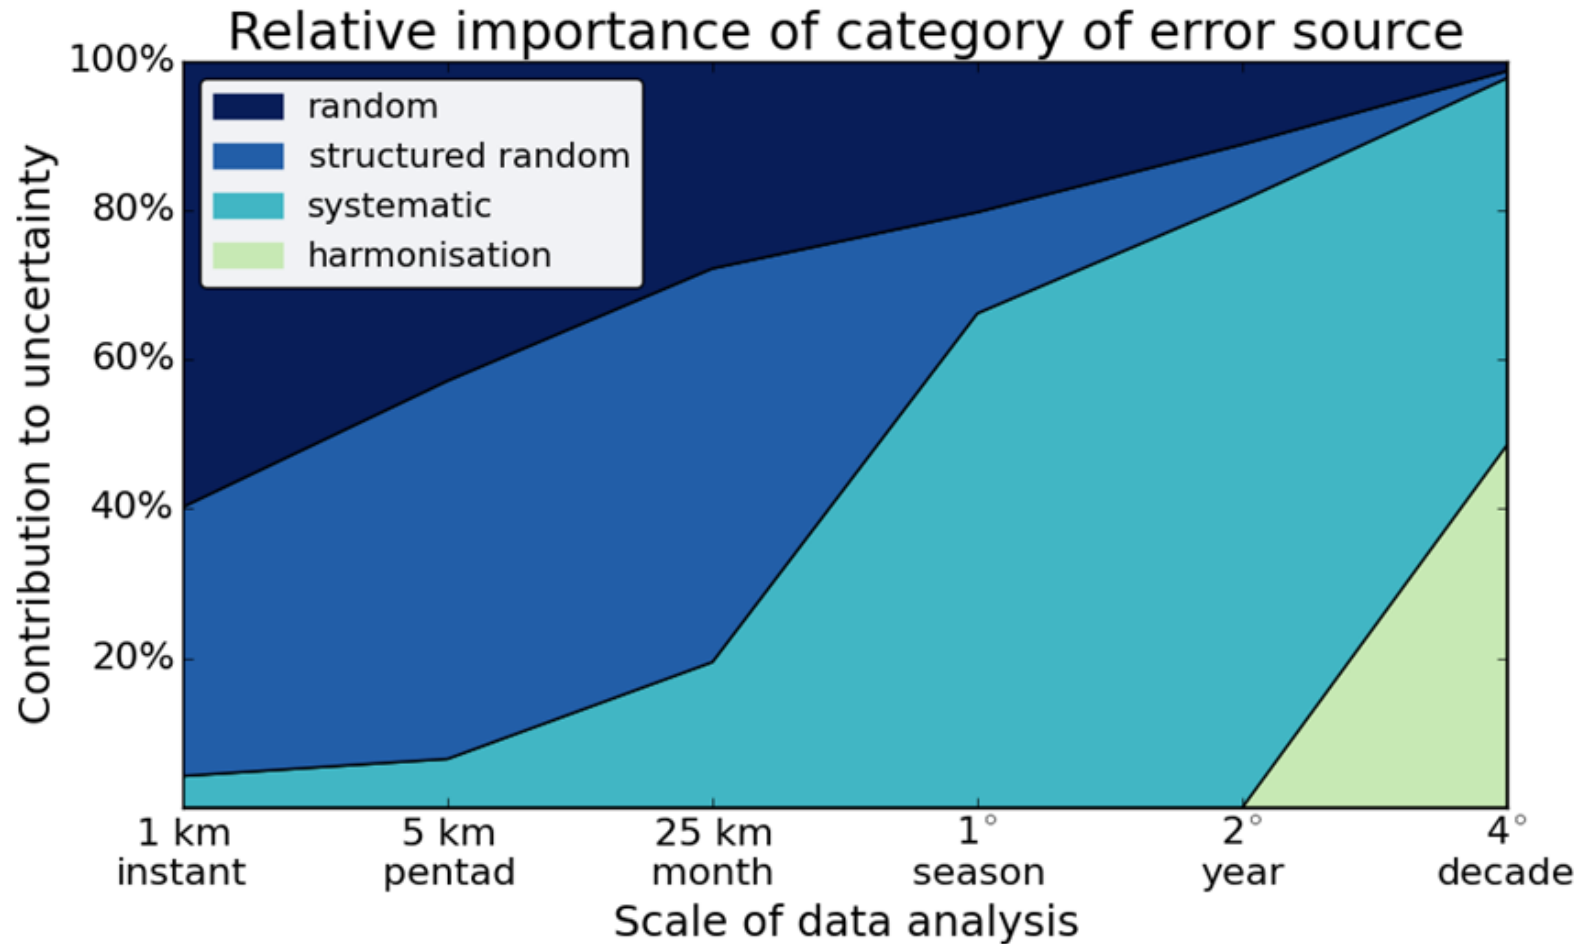 Relative importance of category of error source
100%
80%
60%
40%
20%
Contribution to uncertainty
random
structured random
systematic
harmonisation
1 km
instant
5 km
pentad
25 km
month
1°
season
2°
year
4°
decade
Scale of data analysis